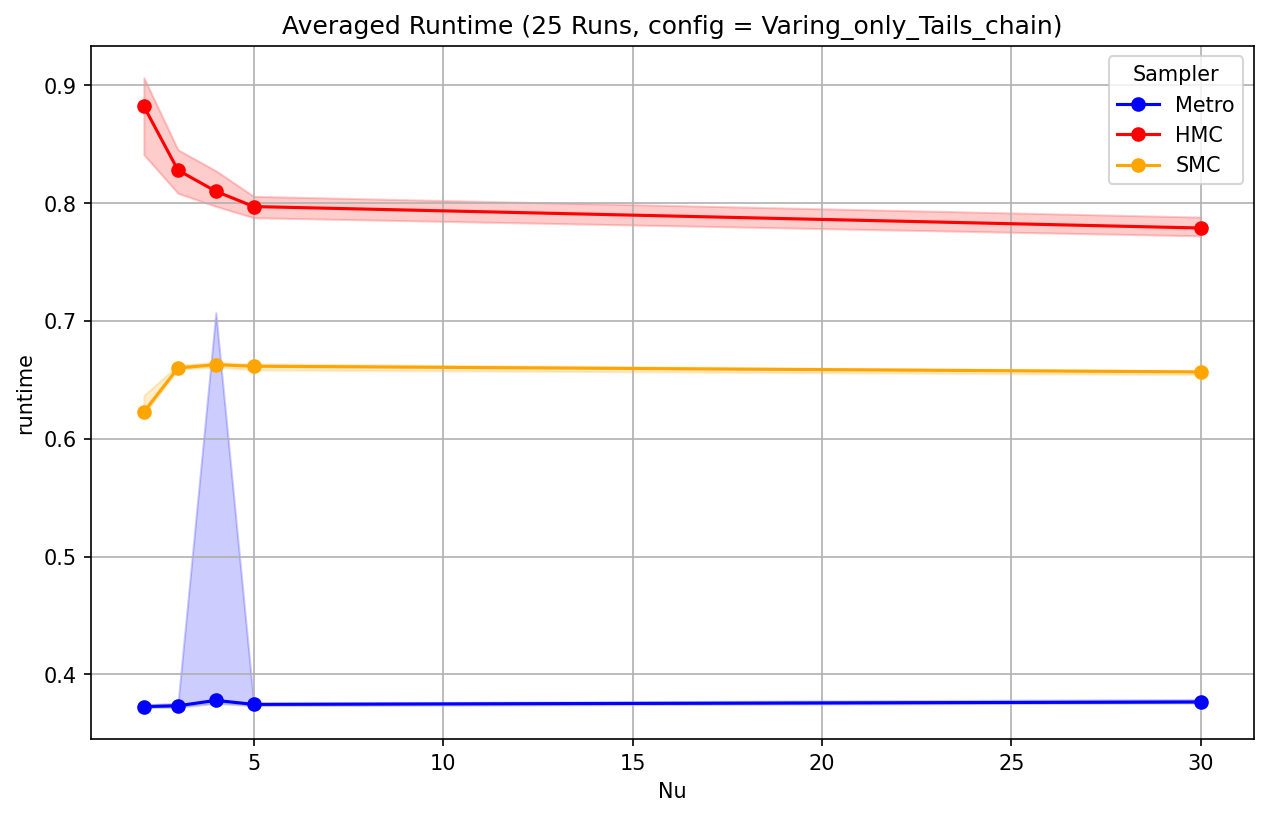 Averaged Runtime (25 Runs, config = Varing_only_Tails_chain)
Sampler
Metro
HMC
SMC
runtime
0.9
0.8
0.7
0.6
0.5
0.4
5
10
15
20
25
30
Nu